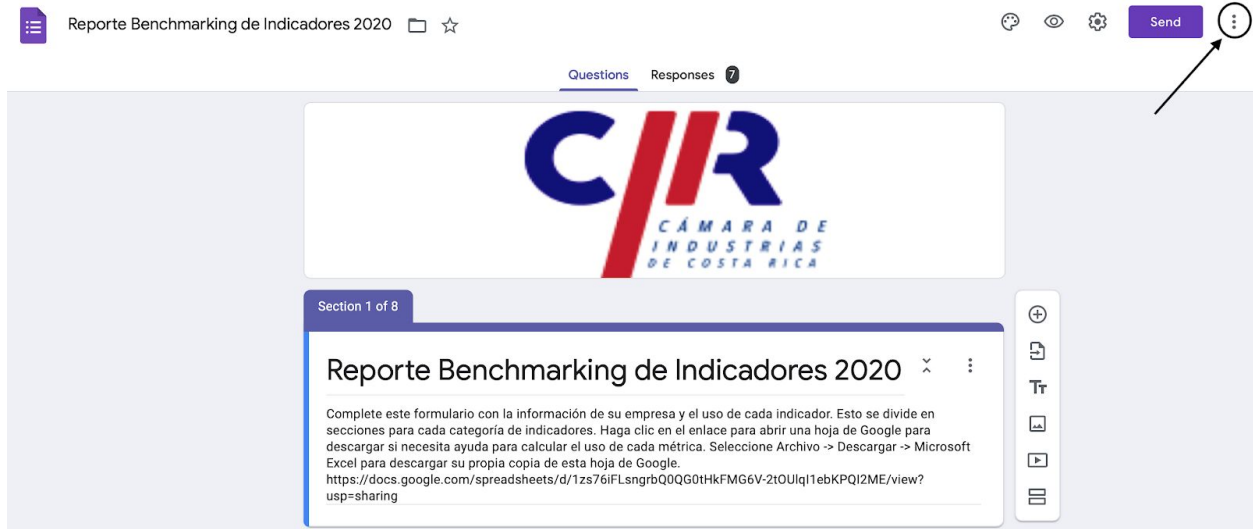 Reporte Benchmarking de Indicadores 2020
Send
Questions Responses 7
CIR
CÁMARA DE
INDUSTRIAS
DE COSTA RICA
Section 1 of 8
Reporte Benchmarking de Indicadores 2020
Complete este formulario con la información de su empresa y el uso de cada indicador. Esto se divide en
secciones para cada categoría de indicadores. Haga clic en el enlace para abrir una hoja de Google para
descargar si necesita ayuda para calcular el uso de cada métrica. Seleccione Archivo -> Descargar -> Microsoft
Excel para descargar su propia copia de esta hoja de Google.
https://docs.google.com/spreadsheets/d/1zs76iFLsngrbQ0QG0tHkFMG6V-2tOUlqI1ebKPQI2ME/view?
usp=sharing
Tт